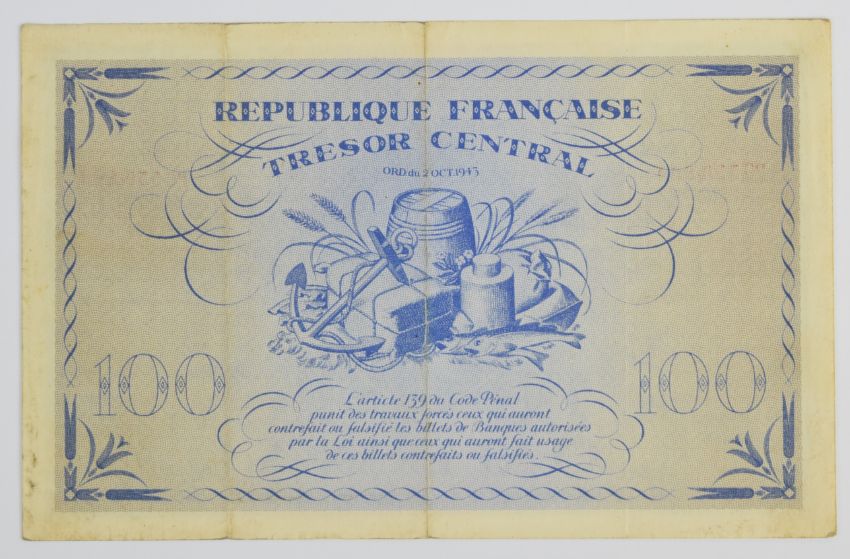 REPUBLIQUE FRANÇAISE
TRESOR CENTRAL
ORD. du 2 OCT. 1943
100
100
L'article 139 du Code Pénal
punit des travaux forcés ceux qui auront
contrefait ou falsifié les billets de Banques autorisées
par la Loi ainsi que ceux qui auront fait usage
de ces billets contrefaits ou falsifiés.